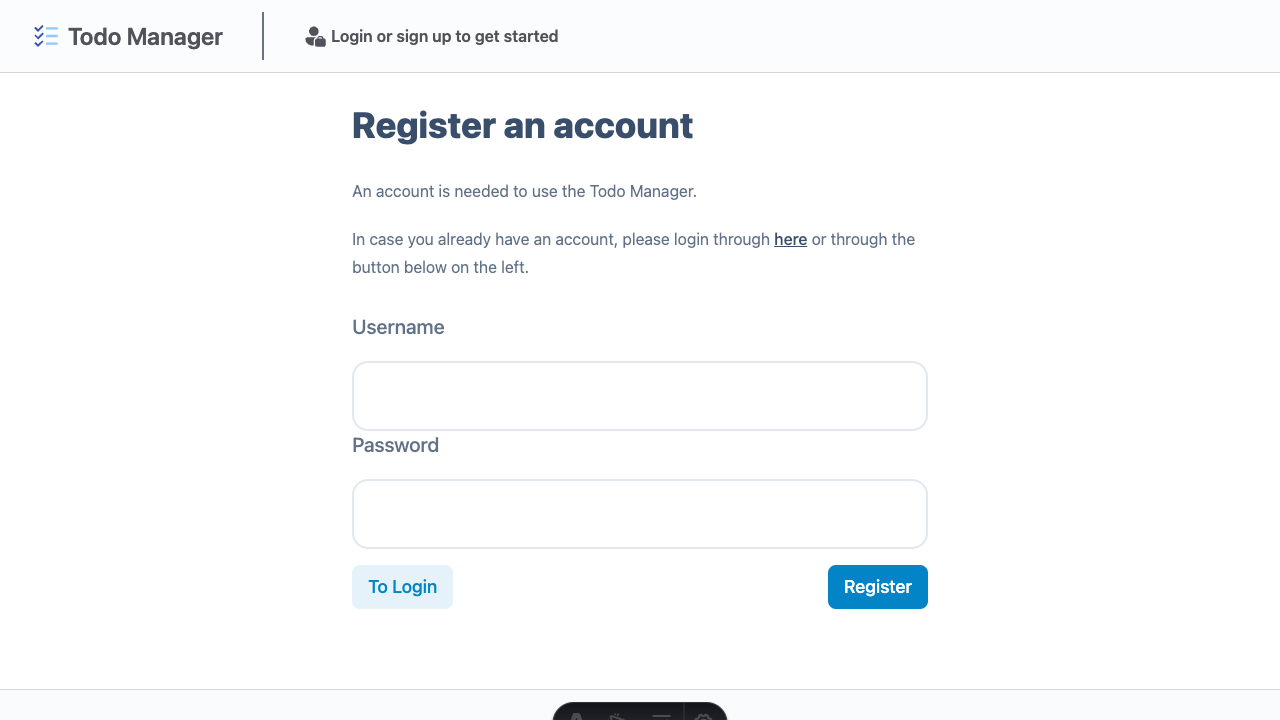 Todo Manager
Login or sign up to get started
Register an account
An account is needed to use the Todo Manager.
In case you already have an account, please login through here or through the
button below on the left.
Username
Password
To Login
Register